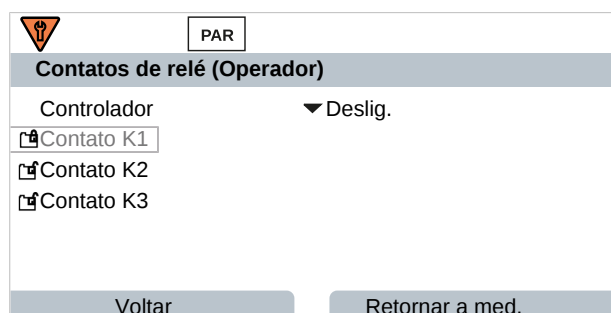 PAR
Contatos de relé (Operador)
Controlador Deslig.
Contato K1
Contato K2
Contato K3
Voltar Retornar a med.